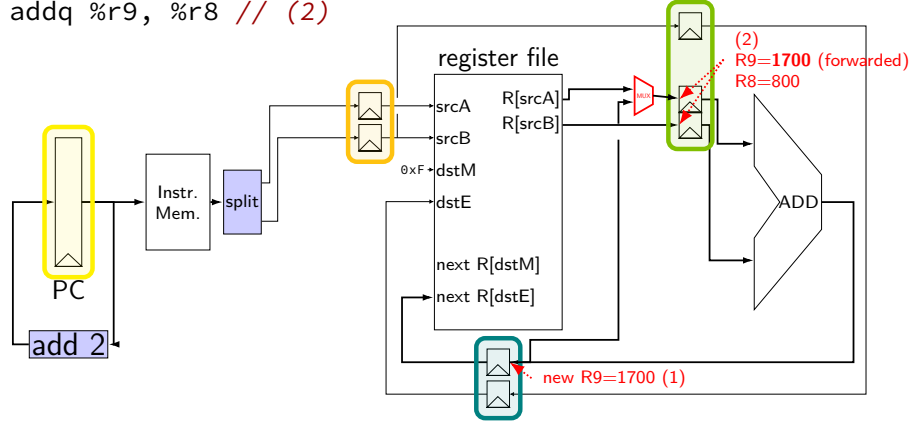 addq %r9, %r8 // (2)
register file
(2)
R9=1700 (forwarded)
R8=800
R[srcA]
MUX
srcA
R[srcB]
srcB
0xF
dstM
Instr.
Mem.
split
dstE
ADD
next R[dstM]
PC
next R[dstE]
add 2
new R9=1700 (1)